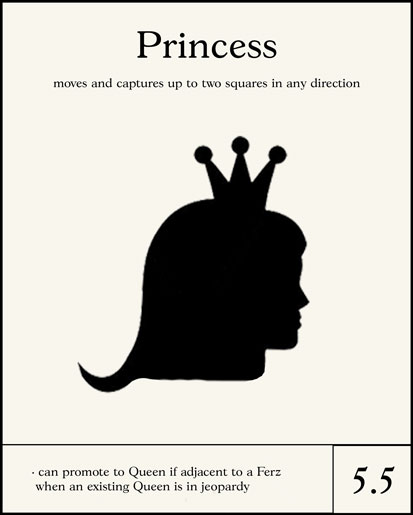 Princess
moves and captures up to two squares in any direction
· can promote to Queen if adjacent to a Ferz
when an existing Queen is in jeopardy
5.5